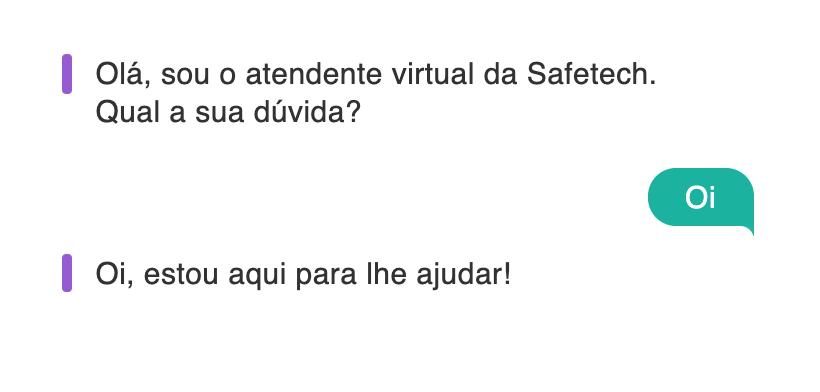 Olá, sou o atendente virtual da Safetech.
Qual a sua dúvida?
Oi
Oi, estou aqui para lhe ajudar!